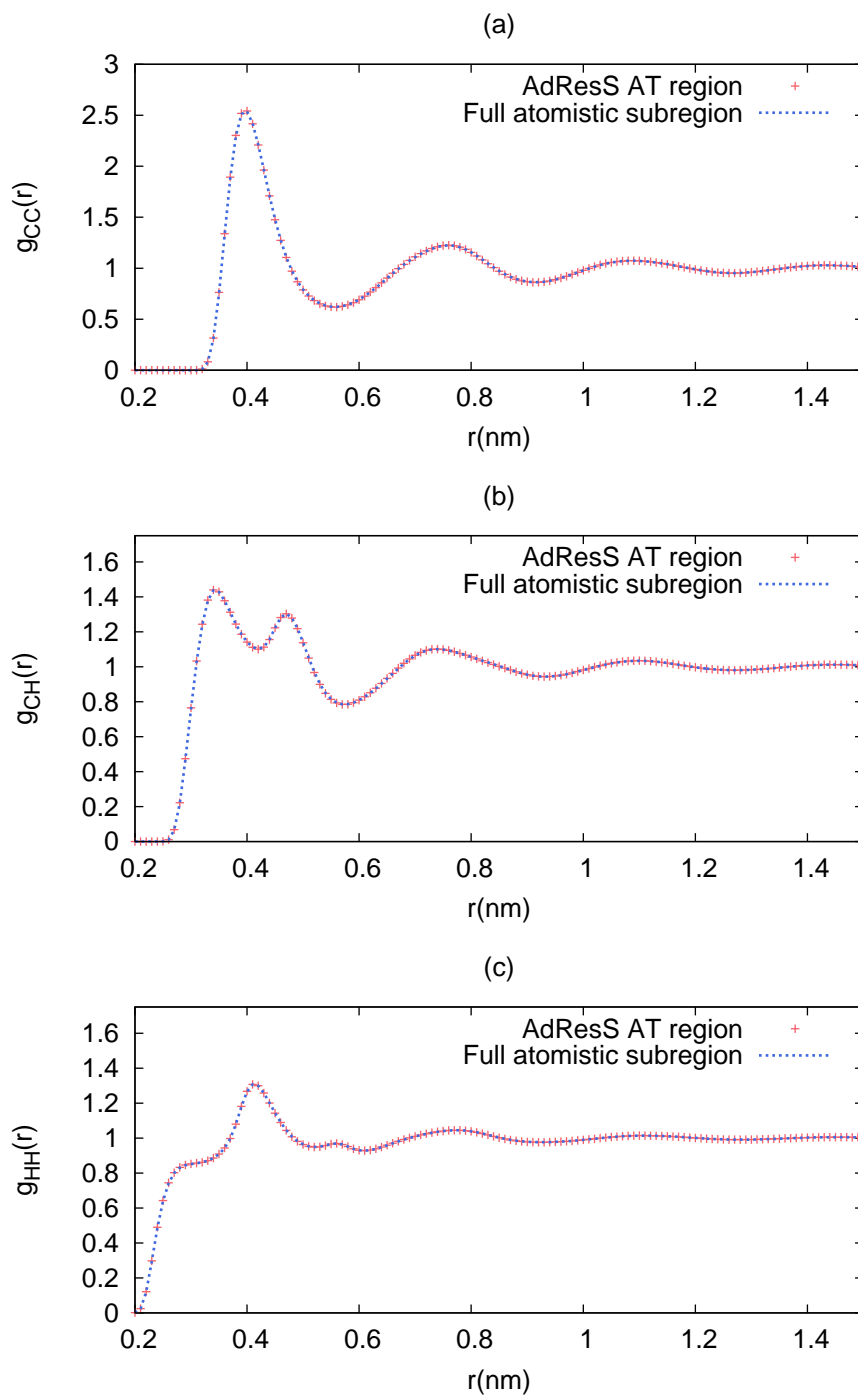 (a)
3
2.5
2
1.5
1
0.5
0
gCC(r)
AdResS AT region
Full atomistic subregion
0.2 0.4 0.6 0.8 1 1.2 1.4
r(nm)
(b)
1.6
1.4
1.2
1
0.8
0.6
0.4
0.2
0
gCH(r)
AdResS AT region
Full atomistic subregion
0.2 0.4 0.6 0.8 1 1.2 1.4
r(nm)
(c)
1.6
1.4
1.2
1
0.8
0.6
0.4
0.2
0
gHH(r)
AdResS AT region
Full atomistic subregion
0.2 0.4 0.6 0.8 1 1.2 1.4
r(nm)